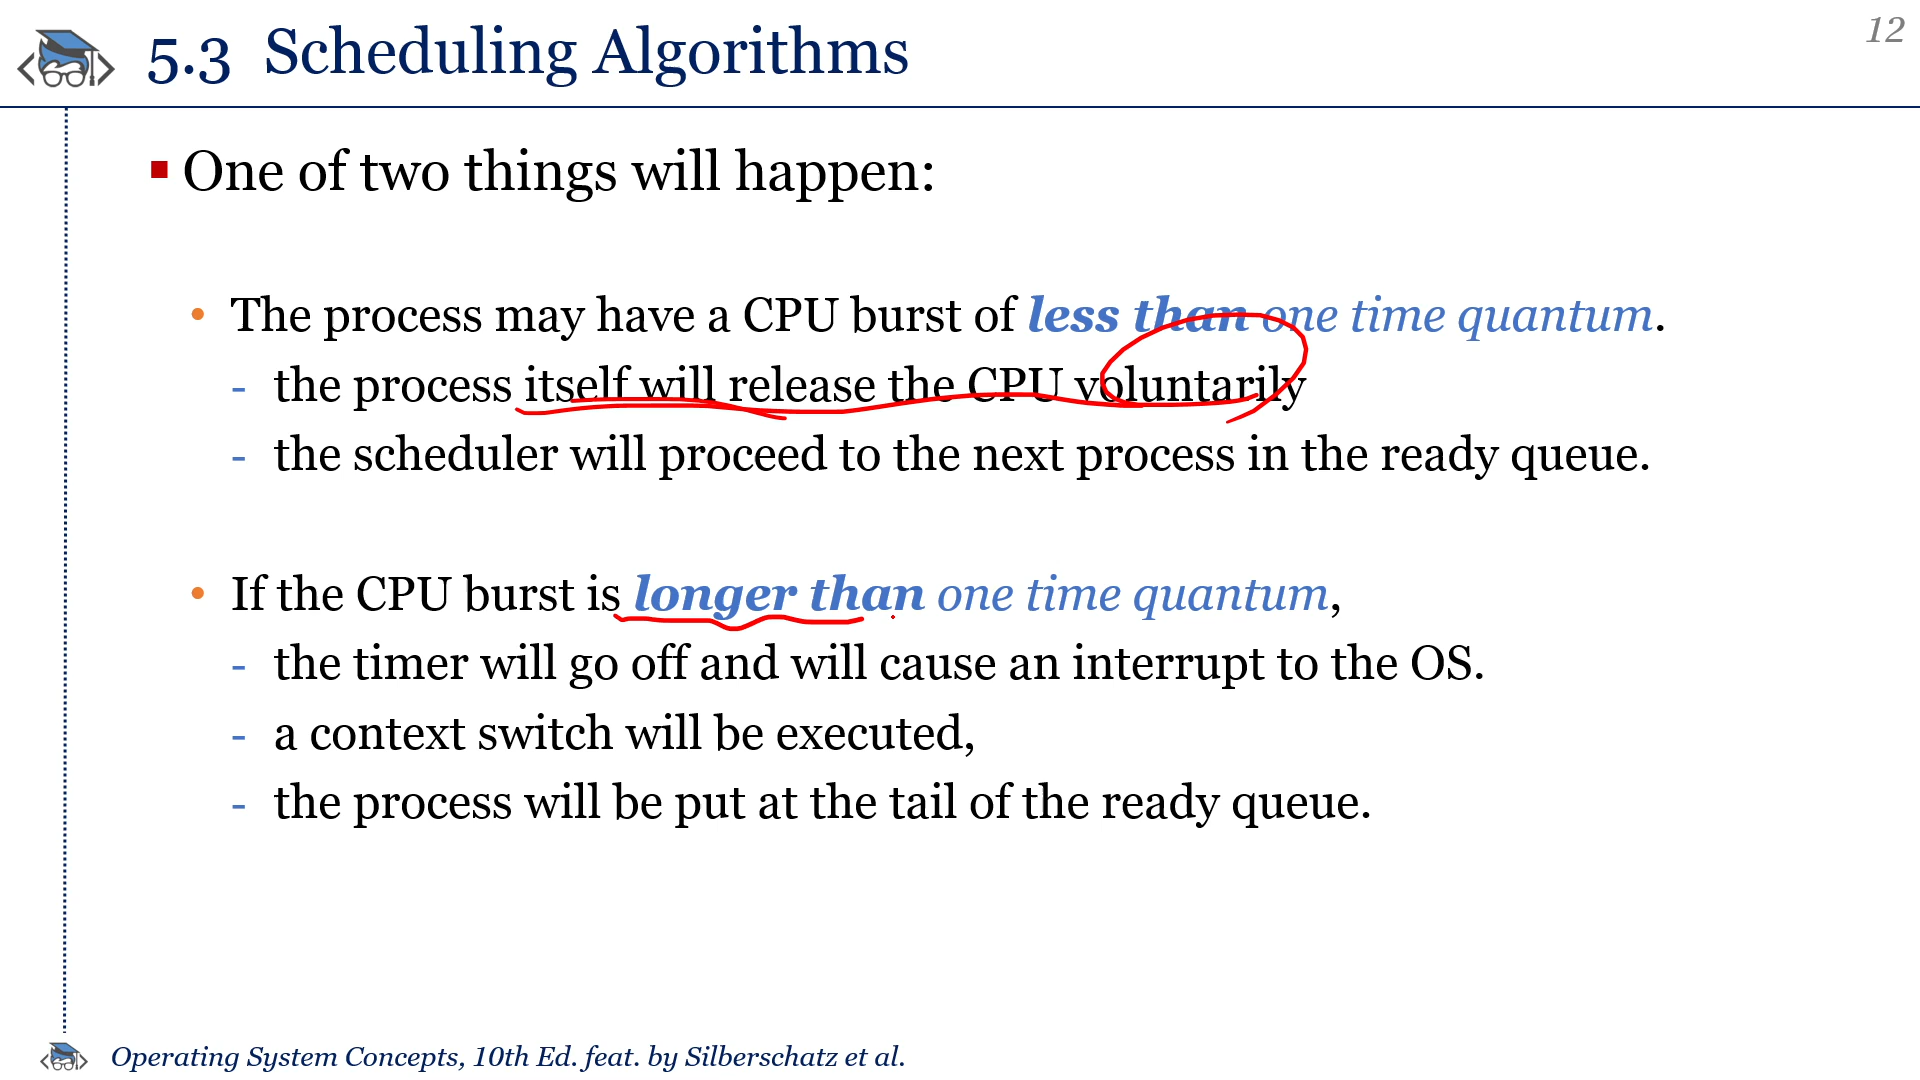 12
5.3 Scheduling Algorithms
▪ One of two things will happen:
• The process may have a CPU burst of less than one time quantum.
- the process itself will release the CPU voluntarily
- the scheduler will proceed to the next process in the ready queue.
• If the CPU burst is longer than one time quantum,
- the timer will go off and will cause an interrupt to the OS.
- a context switch will be executed,
- the process will be put at the tail of the ready queue.
Operating System Concepts, 10th Ed. feat. by Silberschatz et al.